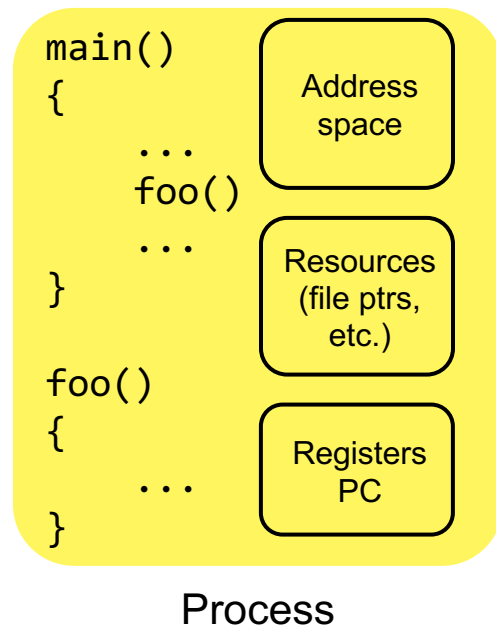 main()
{
    ...
    foo()
    ...
}
foo()
{
    ...
}
Address
space
Resources
(file ptrs,
etc.)
Registers
PC
Process